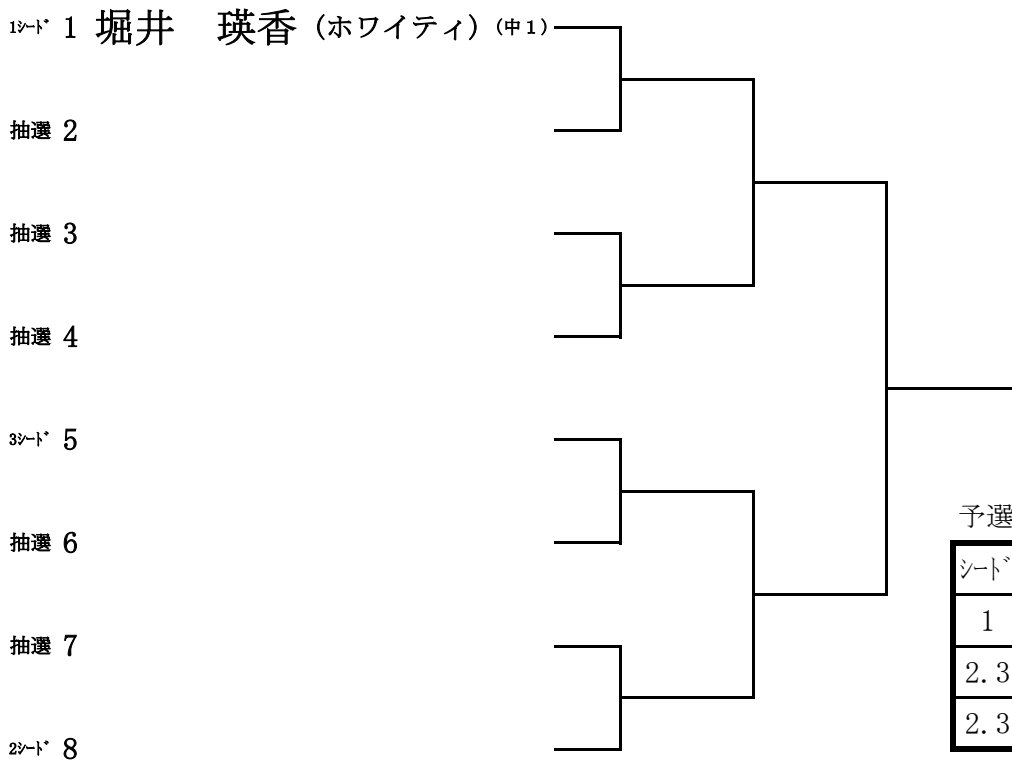 1ｼｰﾄﾞ 1 堀井　瑛香（ホワイティ）（中１）
抽選 2
抽選 3
抽選 4
3ｼｰﾄﾞ 5
抽選 6
抽選 7
2ｼｰﾄﾞ 8
予選
ｼｰﾄﾞ
1
2.3
2.3